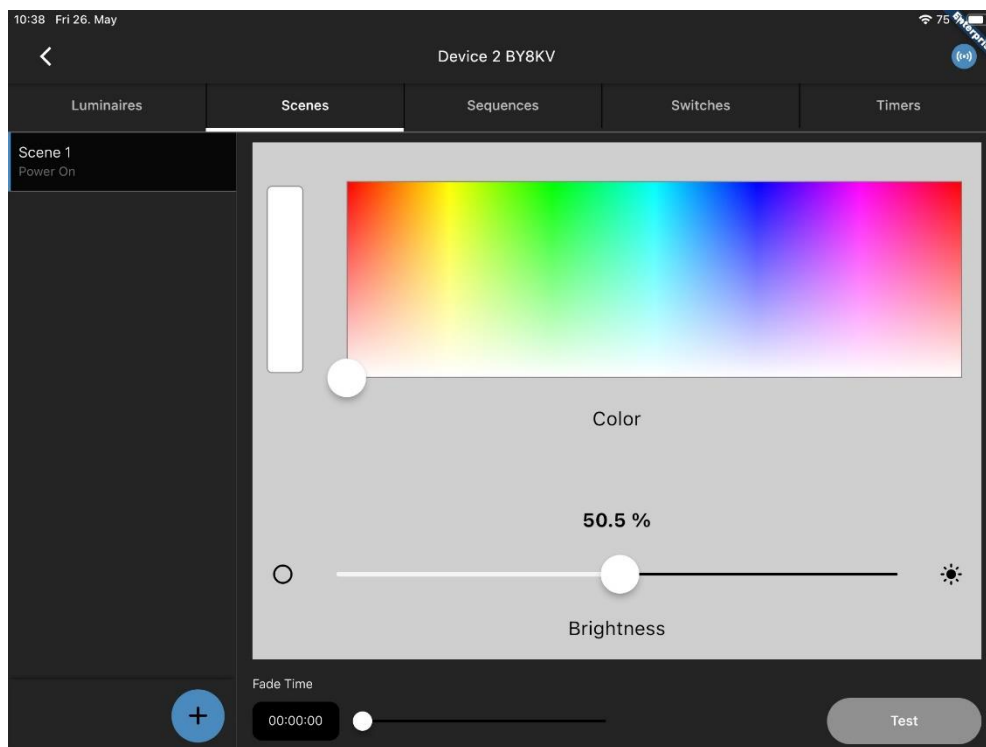 10:38 Fri 26. May
75
Device 2 BY8KV
Luminaires
Scenes
Sequences
Switches
Timers
Scene 1
Power On
Color
50.5 %
Brightness
Fade Time
00:00:00
Test